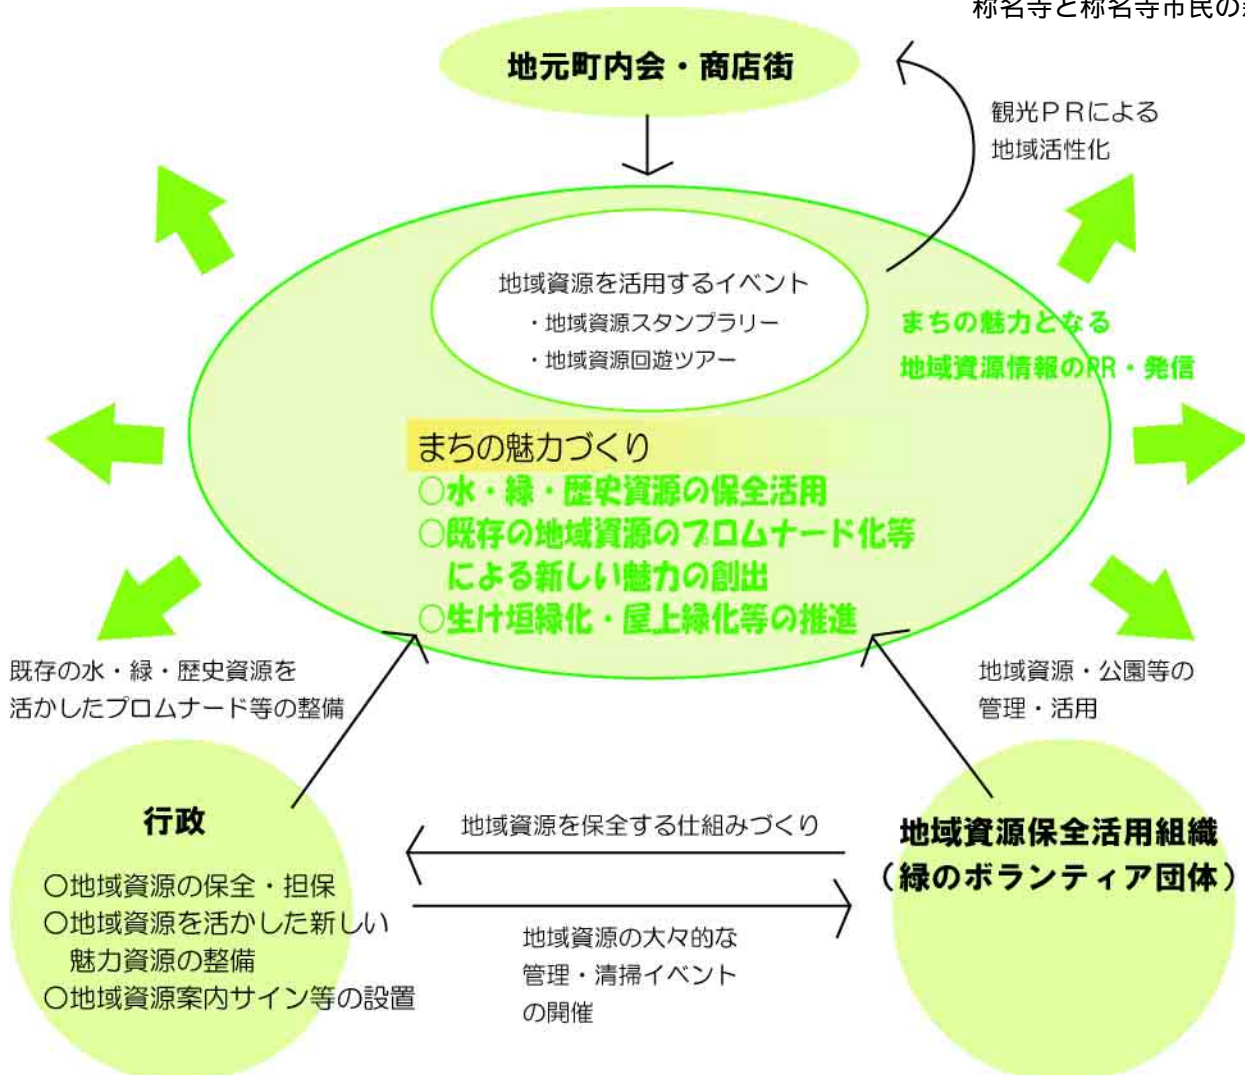 称名寺と称名寺市民の
地元町内会・商店街
観光PRによる
地域活性化
地域資源を活用するイベント
・地域資源スタンプラリー
・地域資源回遊ツアー
まちの魅力となる
地域資源情報のPR・発信
まちの魅力づくり
○水・緑・歴史資源の保全活用
○既存の地域資源のプロムナード化等
による新しい魅力の創出
○生け垣緑化・屋上緑化等の推進
既存の水・緑・歴史資源を
活かしたプロムナード等の整備
地域資源・公園等の
管理・活用
行政
○地域資源の保全・担保
○地域資源を活かした新しい
魅力資源の整備
○地域資源案内サイン等の設置
地域資源を保全する仕組みづくり
地域資源の大々的な
管理・清掃イベント
の開催
地域資源保全活用組織
(緑のボランティア団体)